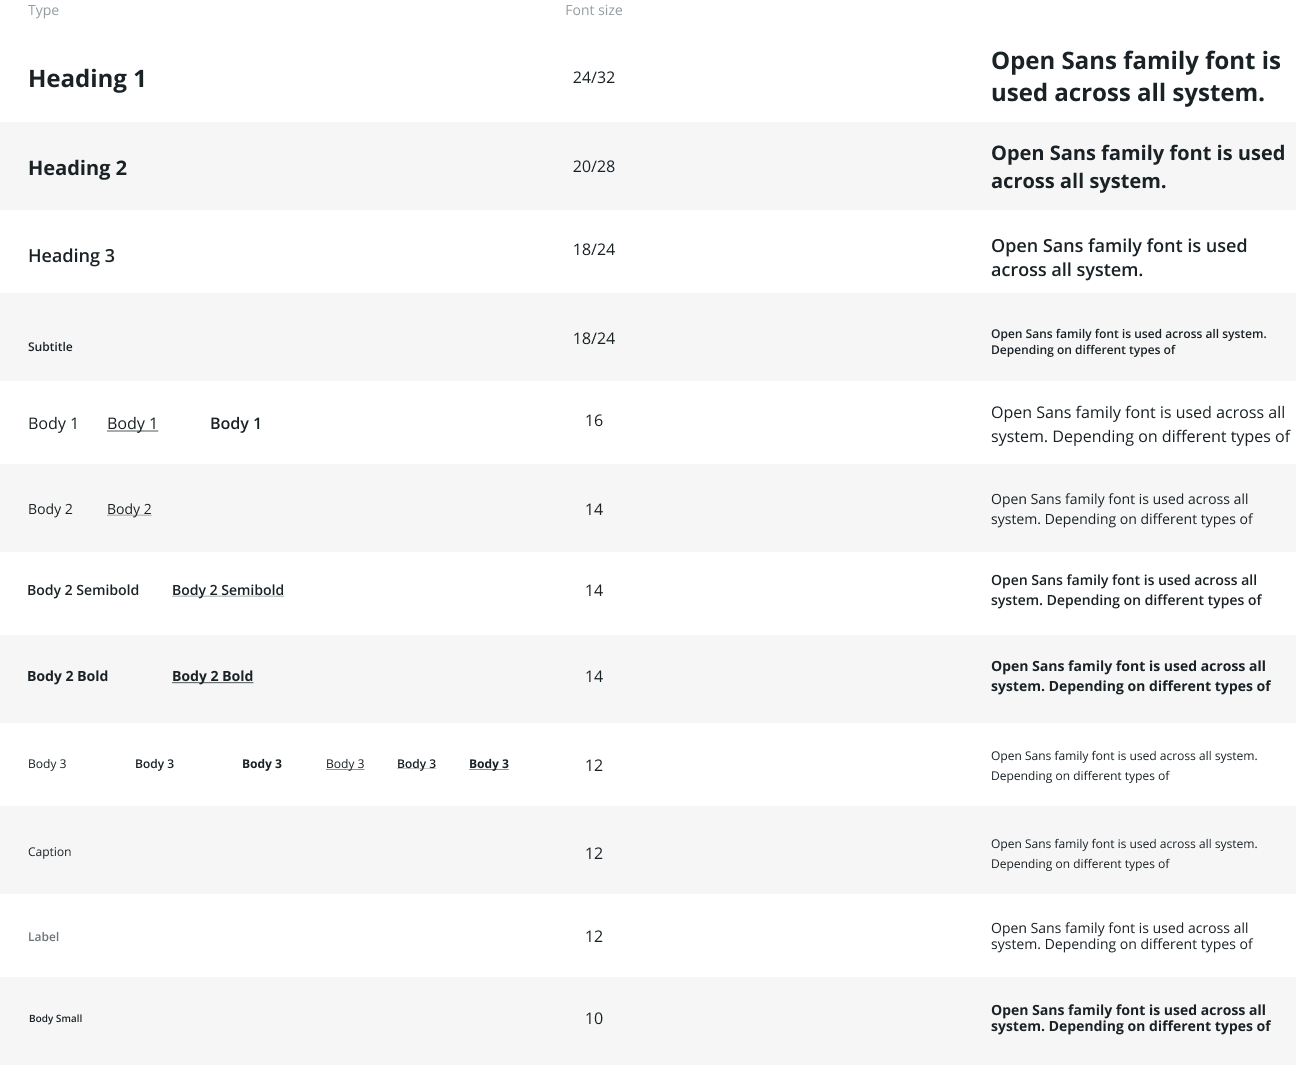 Type Font size
Heading 1 24/32 Open Sans family font is
used across all system.
Heading 2 20/28 Open Sans family font is used
across all system.
Heading 3 18/24 Open Sans family font is used
across all system.
Subtitle 18/24 Open Sans family font is used across all system.
Depending on different types of
Body 1 Body 1 Body 1 16 Open Sans family font is used across all
system. Depending on different types of
Body 2 Body 2 14 Open Sans family font is used across all
system. Depending on different types of
Body 2 Semibold Body 2 Semibold 14 Open Sans family font is used across all
system. Depending on different types of
Body 2 Bold Body 2 Bold 14 Open Sans family font is used across all
system. Depending on different types of
Body 3 Body 3 Body 3 Body 3 Body 3 Body 3 12 Open Sans family font is used across all system.
Depending on different types of
Caption 12 Open Sans family font is used across all system.
Depending on different types of
Label 12 Open Sans family font is used across all
system. Depending on different types of
Body Small 10 Open Sans family font is used across all
system. Depending on different types of